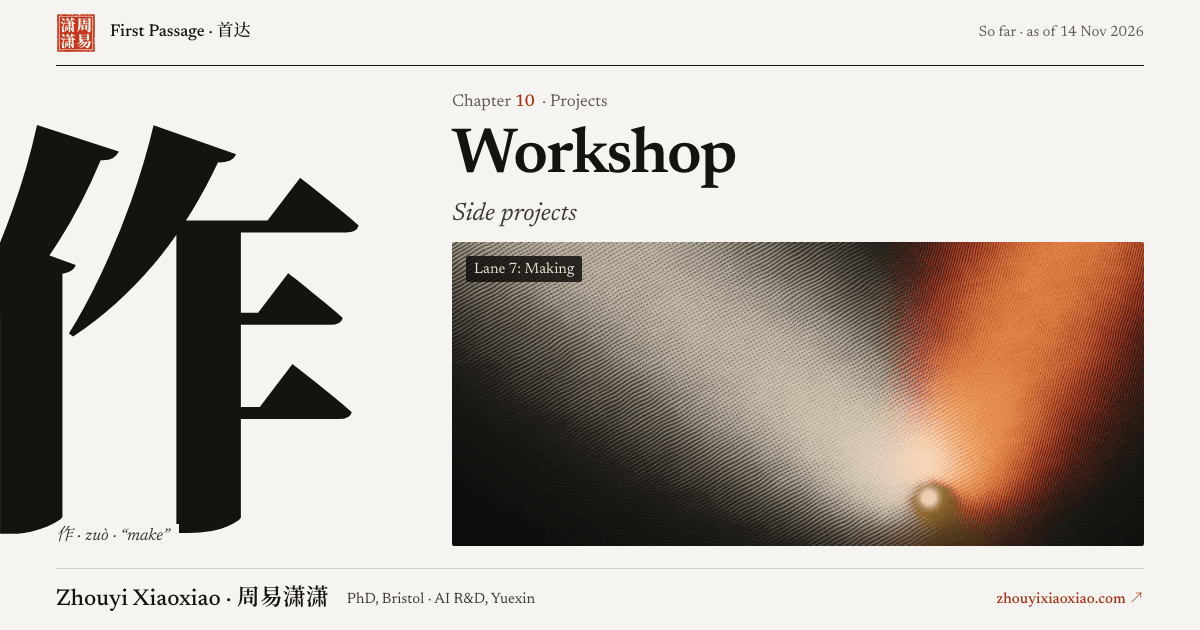 周易潇潇
First Passage · 首达
So far · as of 14 Nov 2026
Chapter 10 · Projects
Workshop
Side projects
Lane 7: Making
作
作 · zuò · “make”
Zhouyi Xiaoxiao · 周易潇潇
PhD, Bristol · AI R&D, Yuexin
zhouyixiaoxiao.com ↗